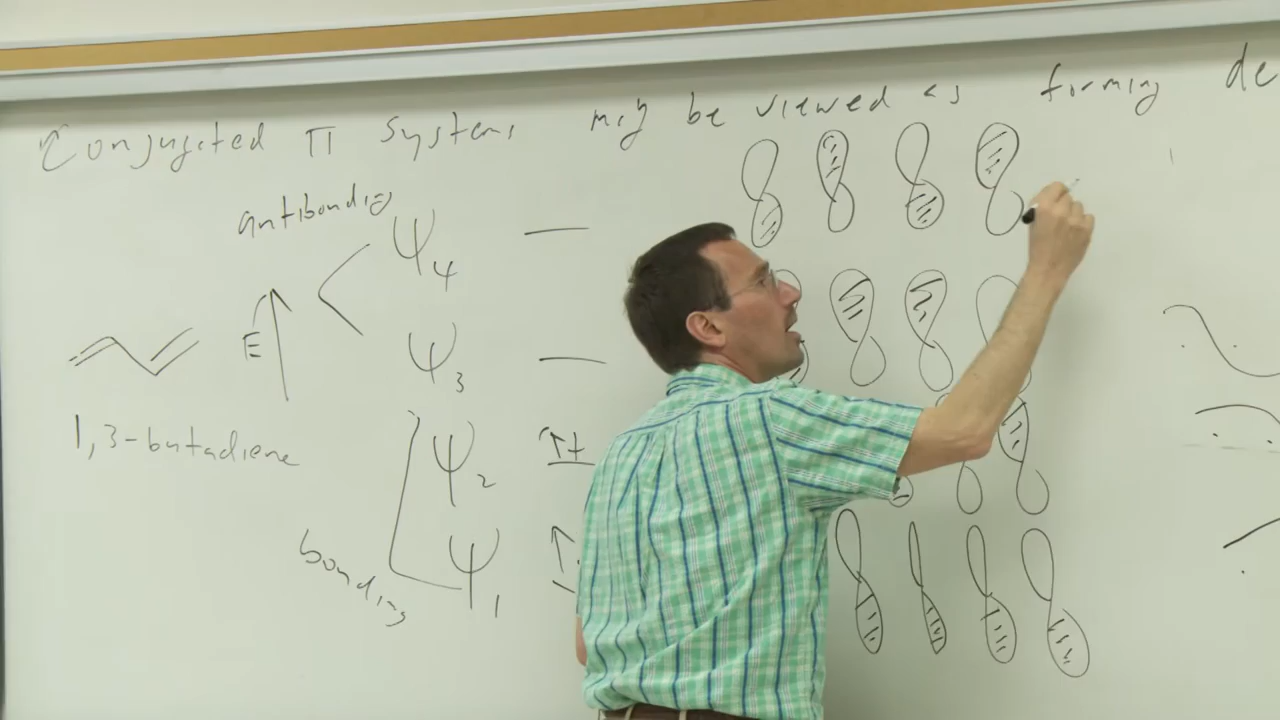 Conjugated π Systems may be viewed as forming de
antibonding
ψ4
E
ψ3
1,3-butadiene
ψ2
bonding
ψ1